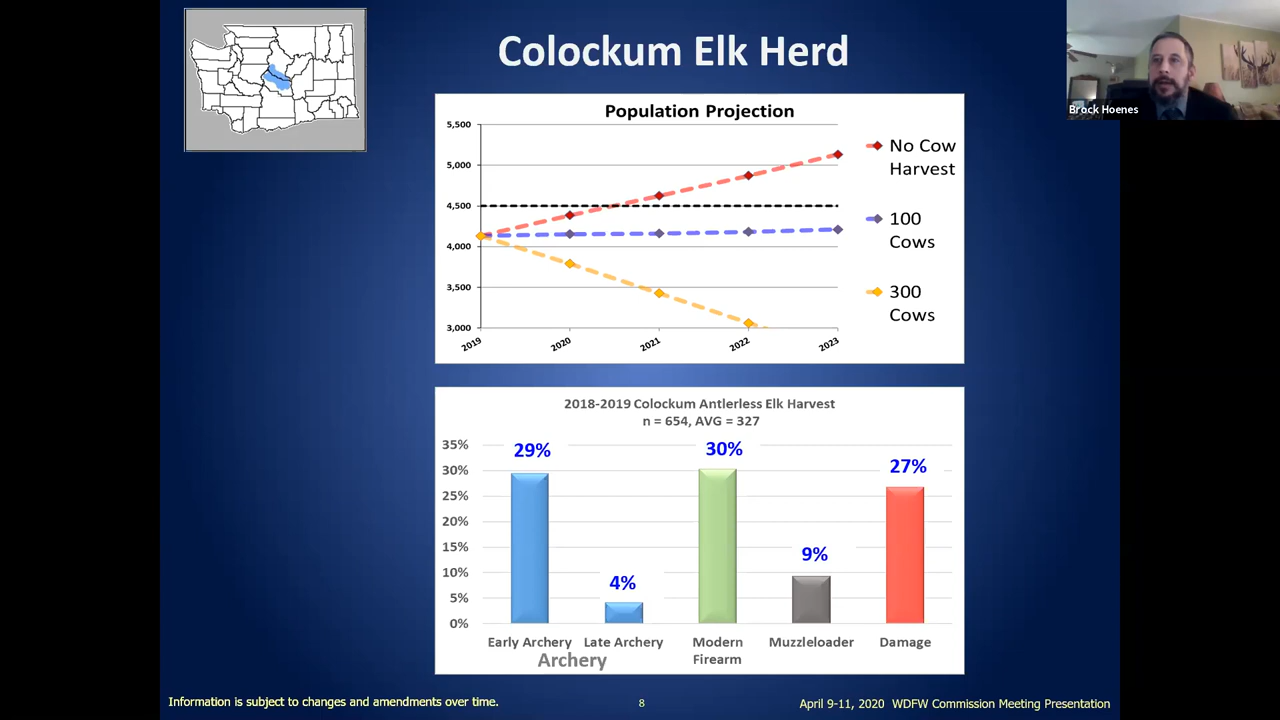 Colockum Elk Herd
Brock Hoenes
Population Projection
5,500
5,000
4,500
4,000
3,500
3,000
2019
2020
2021
2022
2023
No Cow
Harvest
100
Cows
300
Cows
2018-2019 Colockum Antlerless Elk Harvest
n = 654, AVG = 327
35%
30%
25%
20%
15%
10%
5%
0%
29%
4%
30%
9%
27%
Early Archery
Late Archery
Archery
Modern
Firearm
Muzzleloader
Damage
Information is subject to changes and amendments over time.
8
April 9-11, 2020 WDFW Commission Meeting Presentation